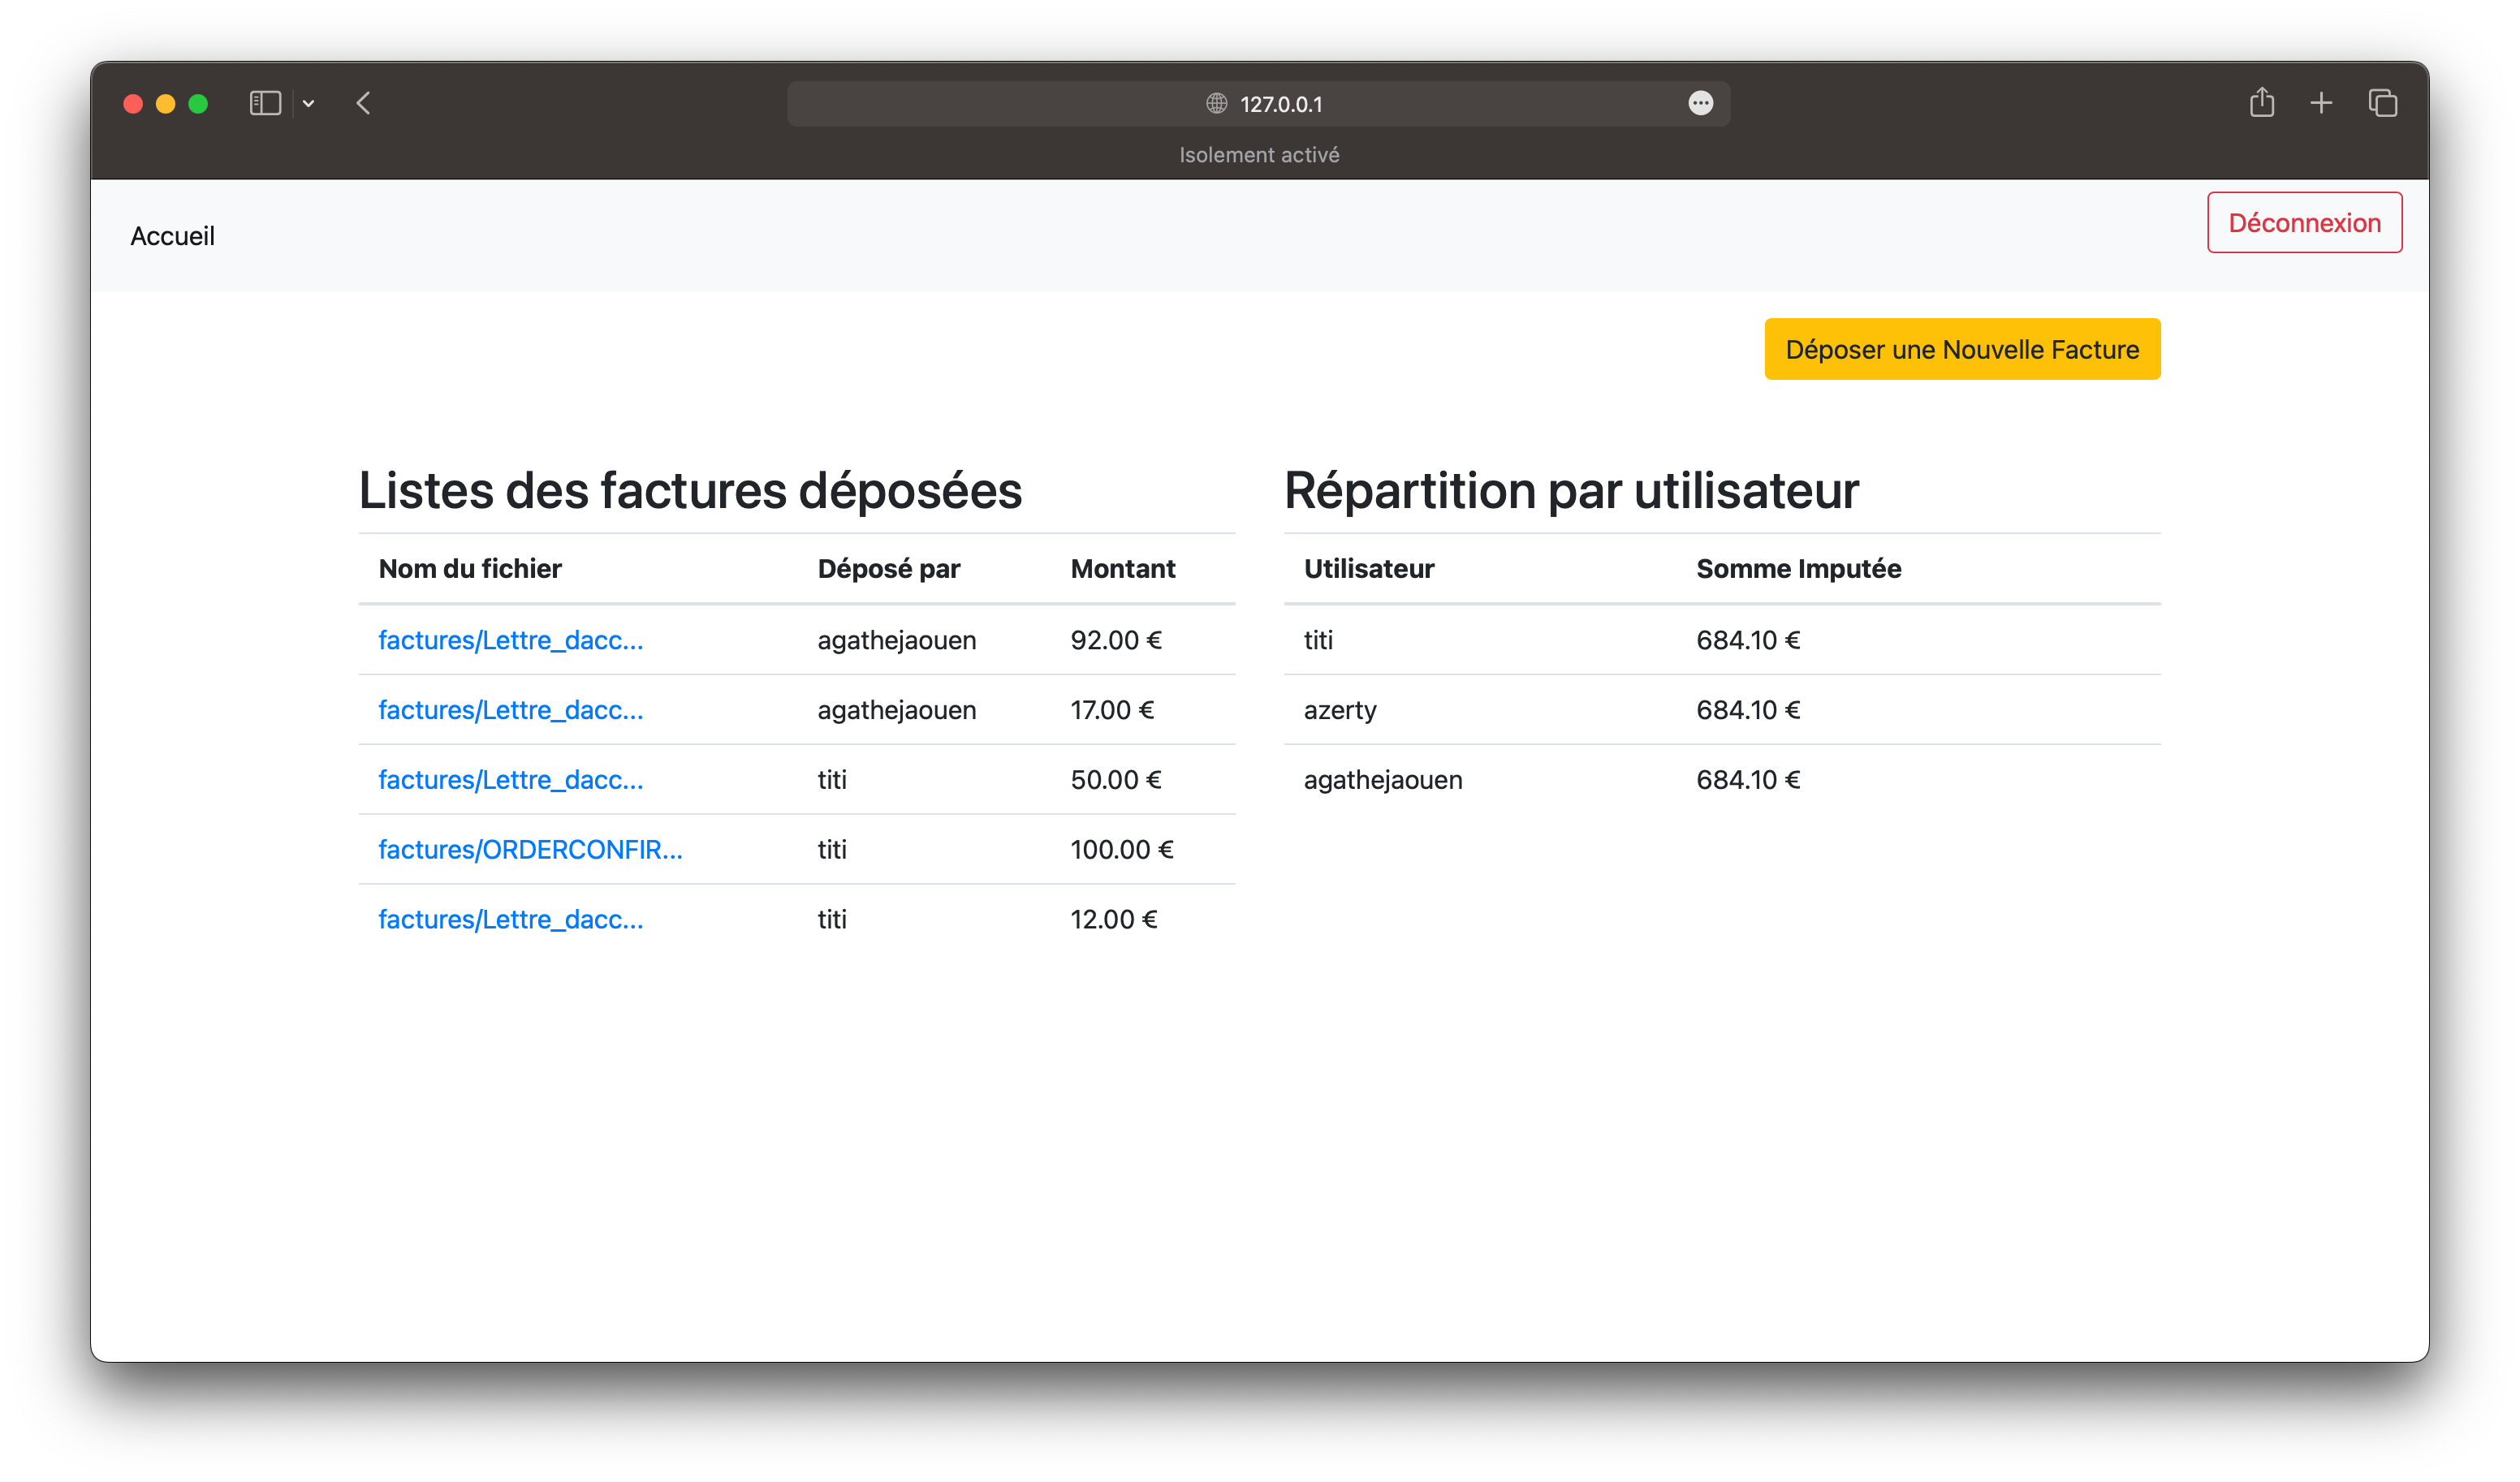 127.0.0.1
Isolement activé
Accueil
Déconnexion
Déposer une Nouvelle Facture
Listes des factures déposées
Nom du fichier Déposé par Montant
factures/Lettre_dacc... agathejaouen 92.00 €
factures/Lettre_dacc... agathejaouen 17.00 €
factures/Lettre_dacc... titi 50.00 €
factures/ORDERCONFIR... titi 100.00 €
factures/Lettre_dacc... titi 12.00 €
Répartition par utilisateur
Utilisateur Somme Imputée
titi 684.10 €
azerty 684.10 €
agathejaouen 684.10 €